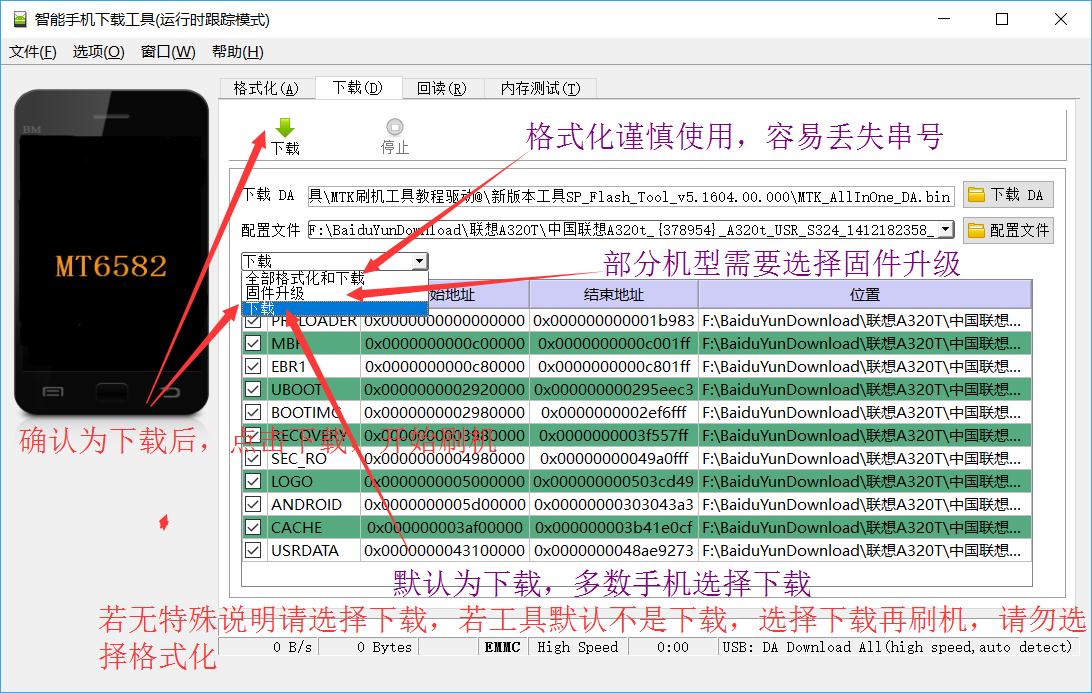 智能手机下载工具(运行时跟踪模式)
文件(F) 选项(O) 窗口(W) 帮助(H)
格式化(A) 下载(D) 回读(R) 内存测试(T)
BM
下载 停止
格式化谨慎使用，容易丢失串号
下载 DA 具\MTK刷机工具教程驱动@\新版本工具SP_Flash_Tool_v5.1604.00.000\MTK_AllInOne_DA.bin 下载 DA
配置文件 F:\BaiduYunDownload\联想A320T\中国联想A320t_{378954}_A320t_USR_S324_1412182358_ 配置文件
MT6582
下载
部分机型需要选择固件升级
全部格式化和下载
固件升级
下载
始地址 结束地址 位置
PRELOADER 0x0000000000000000 0x000000000001b983 F:\BaiduYunDownload\联想A320T\中国联想...
MBR 0x0000000000c00000 0x0000000000c001ff F:\BaiduYunDownload\联想A320T\中国联想...
EBR1 0x0000000000c80000 0x0000000000c801ff F:\BaiduYunDownload\联想A320T\中国联想...
UBOOT 0x0000000002920000 0x000000000295eec3 F:\BaiduYunDownload\联想A320T\中国联想...
BOOTIMG 0x0000000002980000 0x0000000002ef6fff F:\BaiduYunDownload\联想A320T\中国联想...
RECOVERY 0x0000000003980000 0x0000000003f557ff F:\BaiduYunDownload\联想A320T\中国联想...
确认为下载后，点击下载，开始刷机
SEC_RO 0x0000000004980000 0x00000000049a0fff F:\BaiduYunDownload\联想A320T\中国联想...
LOGO 0x0000000005000000 0x000000000503cd49 F:\BaiduYunDownload\联想A320T\中国联想...
ANDROID 0x0000000005d00000 0x00000000303043a3 F:\BaiduYunDownload\联想A320T\中国联想...
CACHE 0x000000003af00000 0x000000003b41e0cf F:\BaiduYunDownload\联想A320T\中国联想...
USRDATA 0x0000000043100000 0x0000000048ae9273 F:\BaiduYunDownload\联想A320T\中国联想...
默认为下载，多数手机选择下载
若无特殊说明请选择下载，若工具默认不是下载，选择下载再刷机，请勿选
择格式化
0 B/s 0 Bytes EMMC High Speed 0:00 USB: DA Download All(high speed,auto detect)